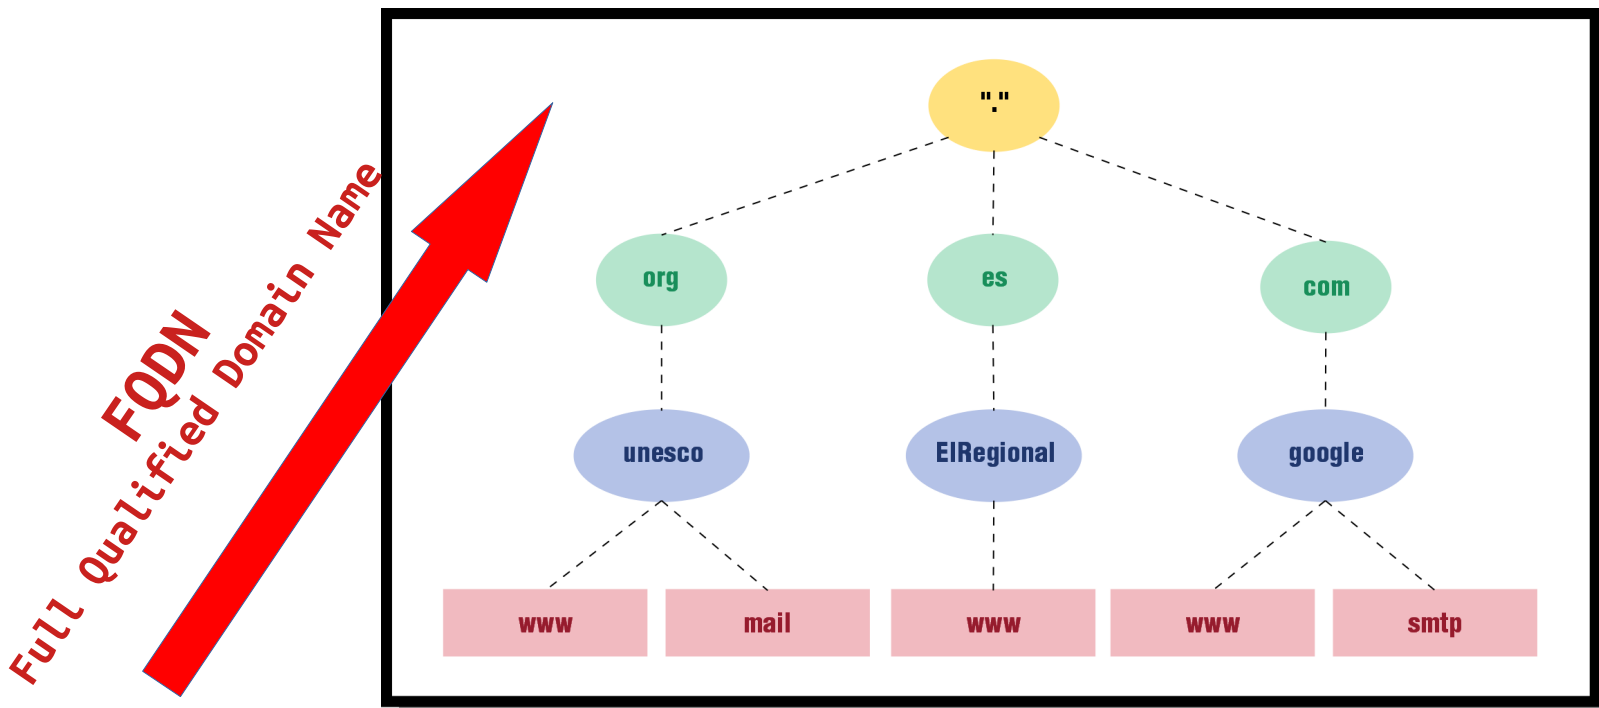 FQDN
Full Qualified Domain Name
"."
org
es
com
unesco
ElRegional
google
www
mail
www
www
smtp